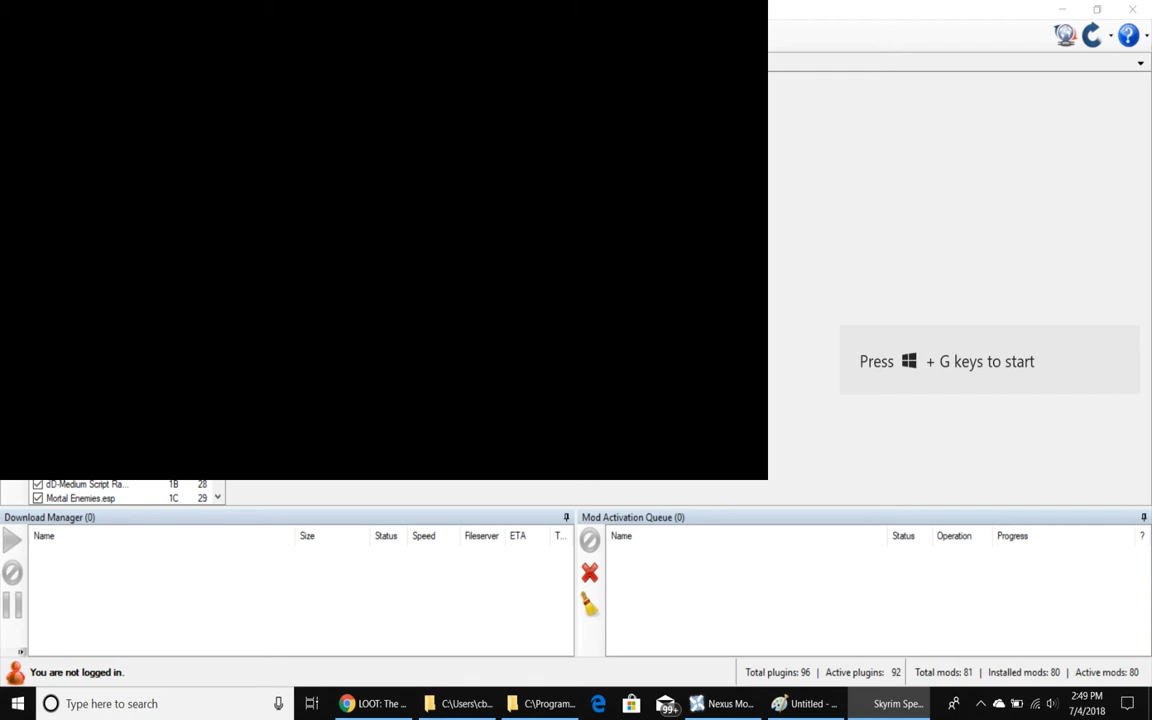 Press + G keys to start
dD-Medium Script Ra... 1B 28
Mortal Enemies.esp 1C 29
Download Manager (0)
Mod Activation Queue (0)
Name Size Status Speed Fileserver ETA T...
Name Status Operation Progress ?
You are not logged in.
Total plugins: 96 | Active plugins: 92 | Total mods: 81 | Installed mods: 80 | Active mods: 80
Type here to search
LOOT: The ...
C:\Users\cb...
C:\Program...
99+
Nexus Mo...
Untitled - ...
Skyrim Spe...
2:49 PM
7/4/2018